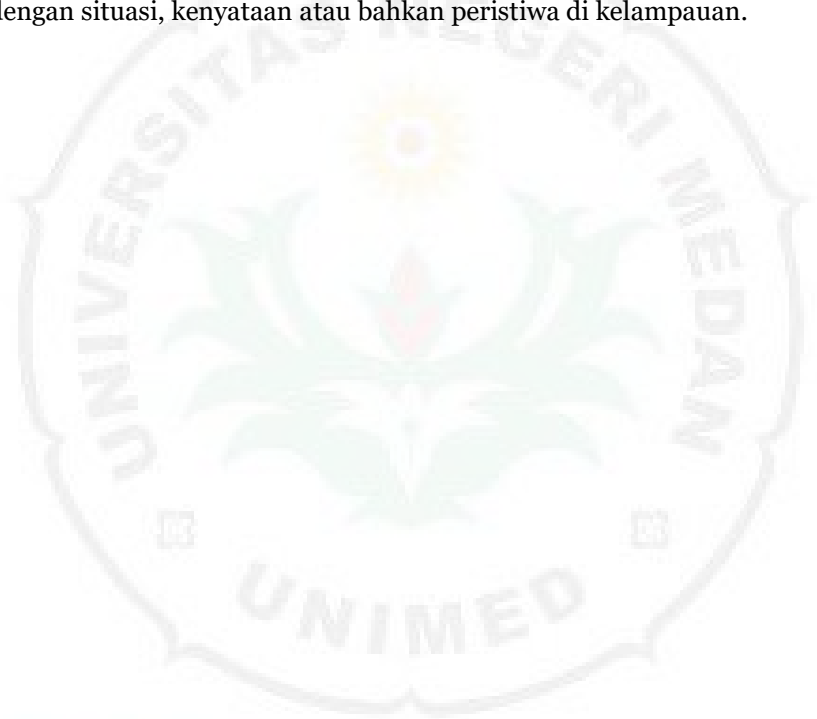 dengan situasi, kenyataan atau bahkan peristiwa di kelampauan.
UNIVERSITAS NEGERI MEDAN
UNIMED